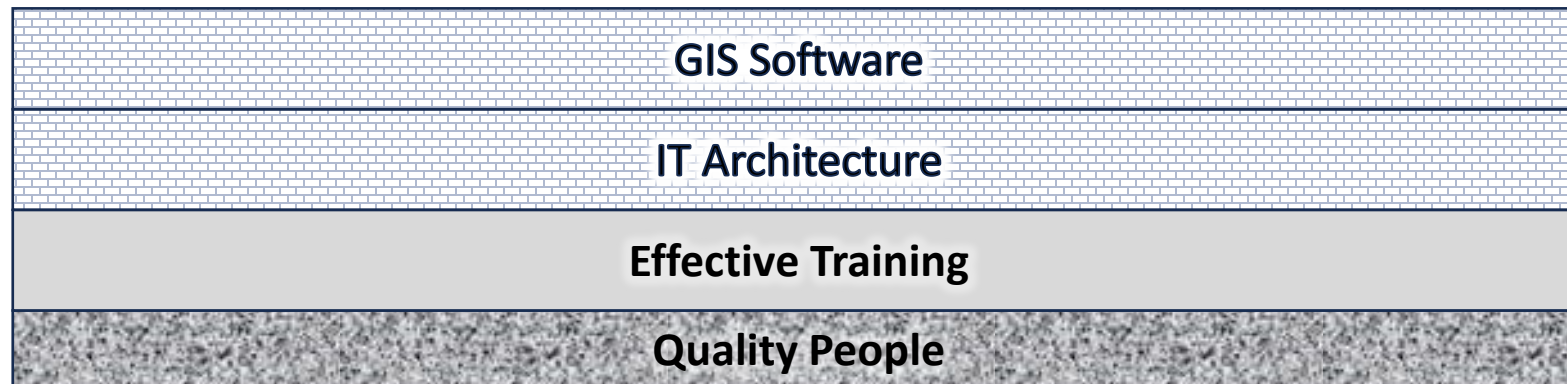 GIS Software
IT Architecture
Effective Training
Quality People